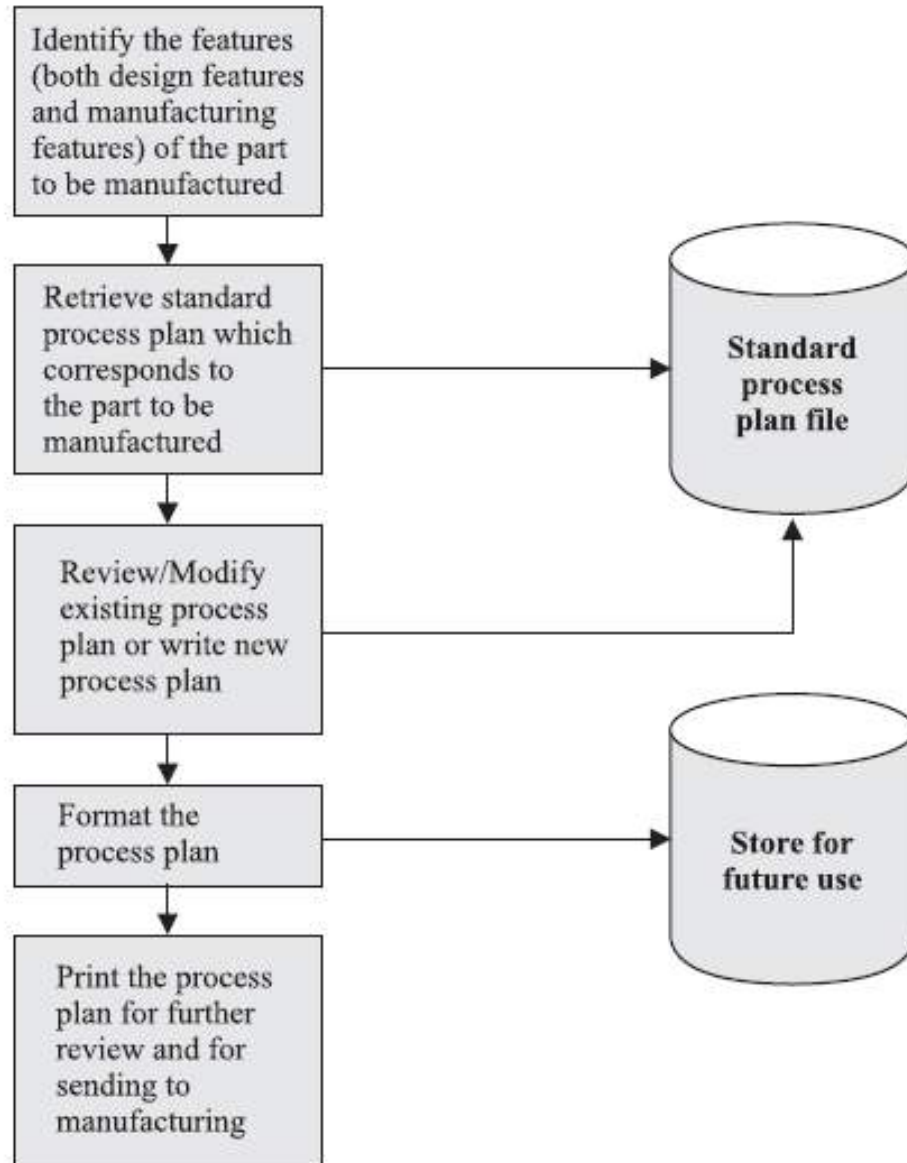 Identify the features
(both design features
and manufacturing
features) of the part
to be manufactured
Retrieve standard
process plan which
corresponds to
the part to be
manufactured
Standard
process
plan file
Review/Modify
existing process
plan or write new
process plan
Format the
process plan
Store for
future use
Print the process
plan for further
review and for
sending to
manufacturing